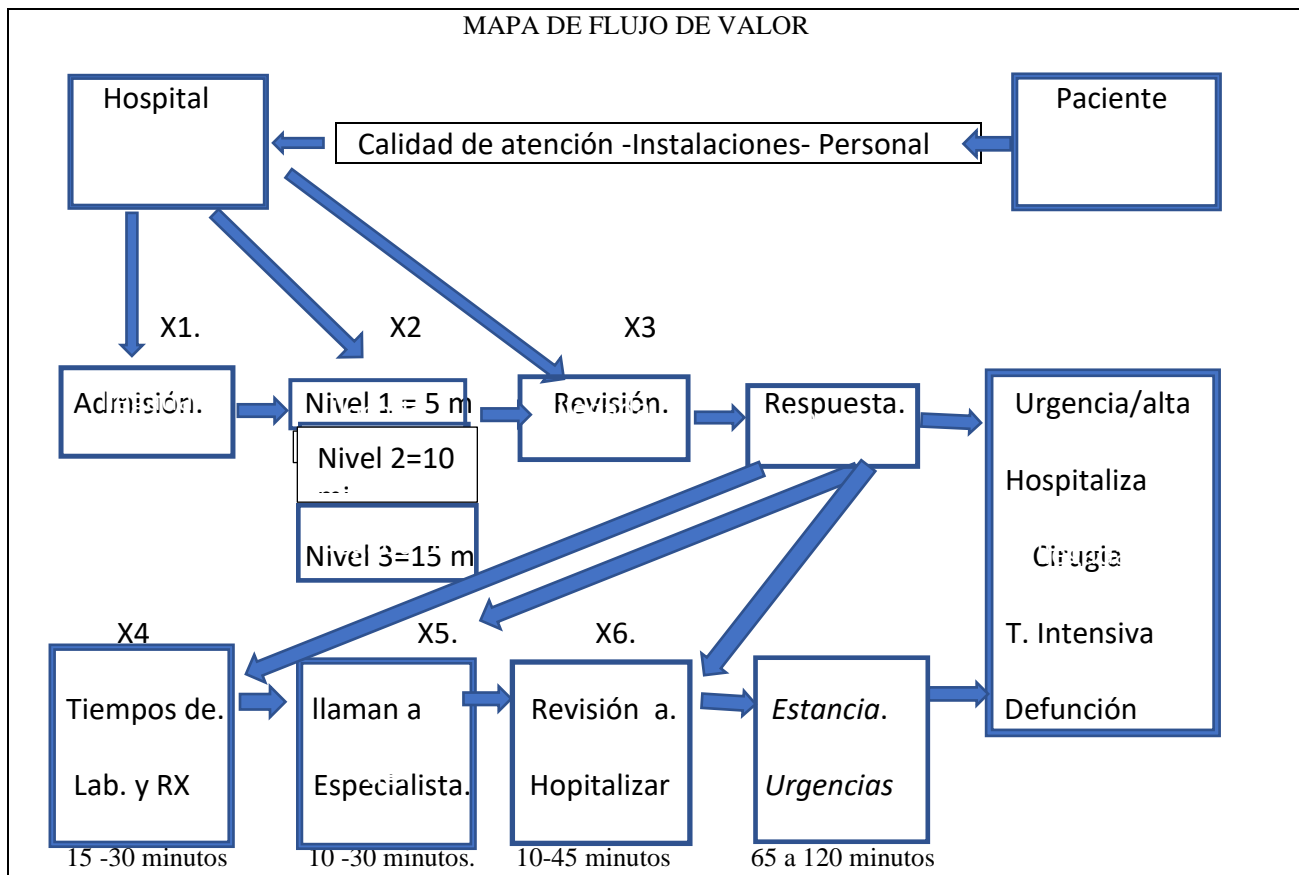 MAPA DE FLUJO DE VALOR
Hospital
Calidad de atención -Instalaciones- Personal
Paciente
X1.
X2
X3
Admisión.
Nivel 1 = 5 m
Nivel 2=10
Nivel 3=15 m
Revisión.
Respuesta.
Urgencia/alta
Hospitaliza
Cirugia
T. Intensiva
Defunción
X4
X5.
X6.
Tiempos de.
Lab. y RX
llaman a
Especialista.
Revisión a.
Hopitalizar
Estancia.
Urgencias
15 -30 minutos
10 -30 minutos.
10-45 minutos
65 a 120 minutos